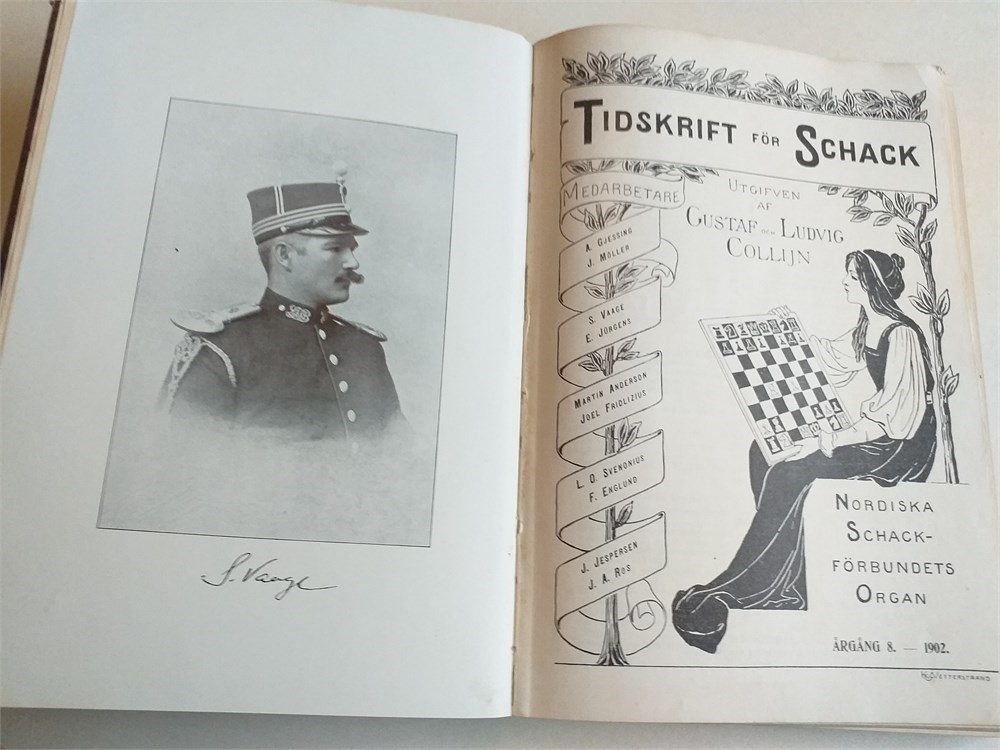 S. Vaage
TIDSKRIFT FÖR SCHACK
MEDARBETARE
A. GJESSING
J. MÖLLER
S. VAAGE
E. JÖRGENS
MARTIN ANDERSON
JOEL FRIDLIZIUS
L. O. SVENONIUS
F. ENGLUND
J. JESPERSEN
J. A. ROS
UTGIFVEN
AF
GUSTAF OCH LUDVIG
COLLIJN
NORDISKA
SCHACK-
FÖRBUNDETS
ORGAN
ÅRGÅNG 8. — 1902.
VETTERSTRAND